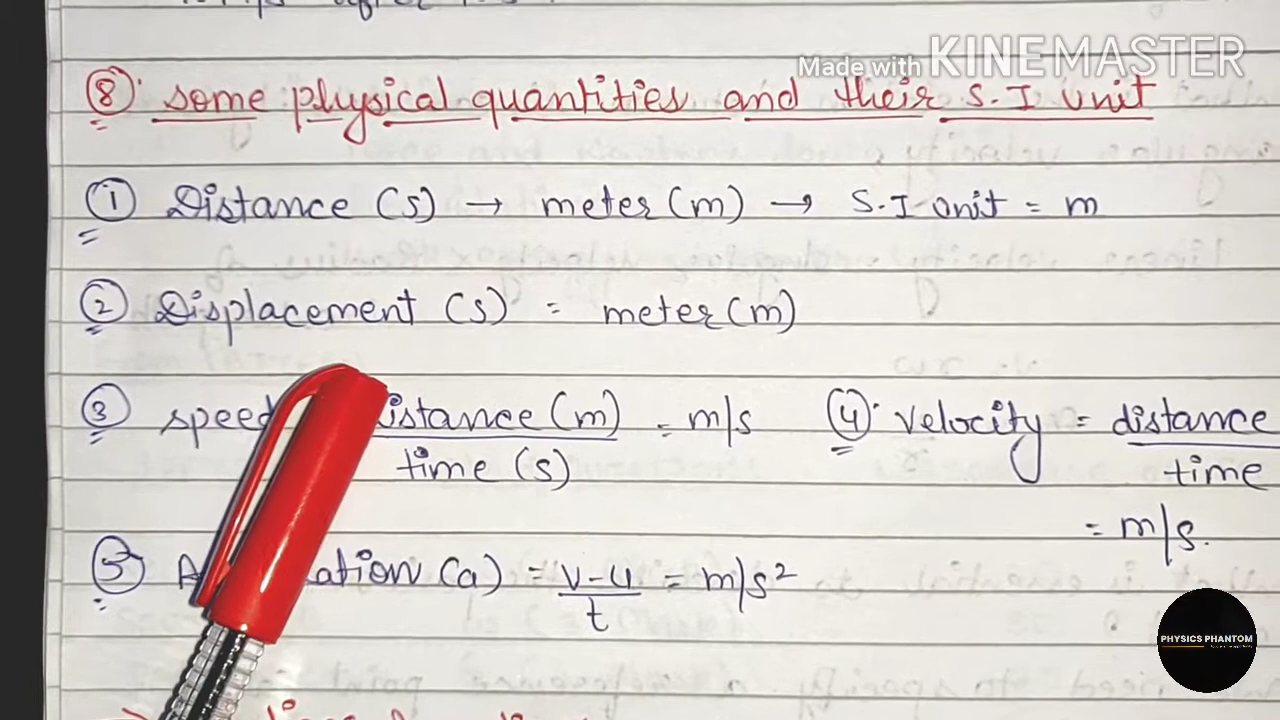 Made with KINEMASTER
⑧ some physical quantities and their S.I unit
① Distance (s) → meter (m) → S.I unit = m
② Displacement (s) = meter (m)
③ speed istance (m) / time (s) = m/s
④ velocity = distance / time
= m/s.
⑤ A ation (a) = v-u / t = m/s²
PHYSICS PHANTOM